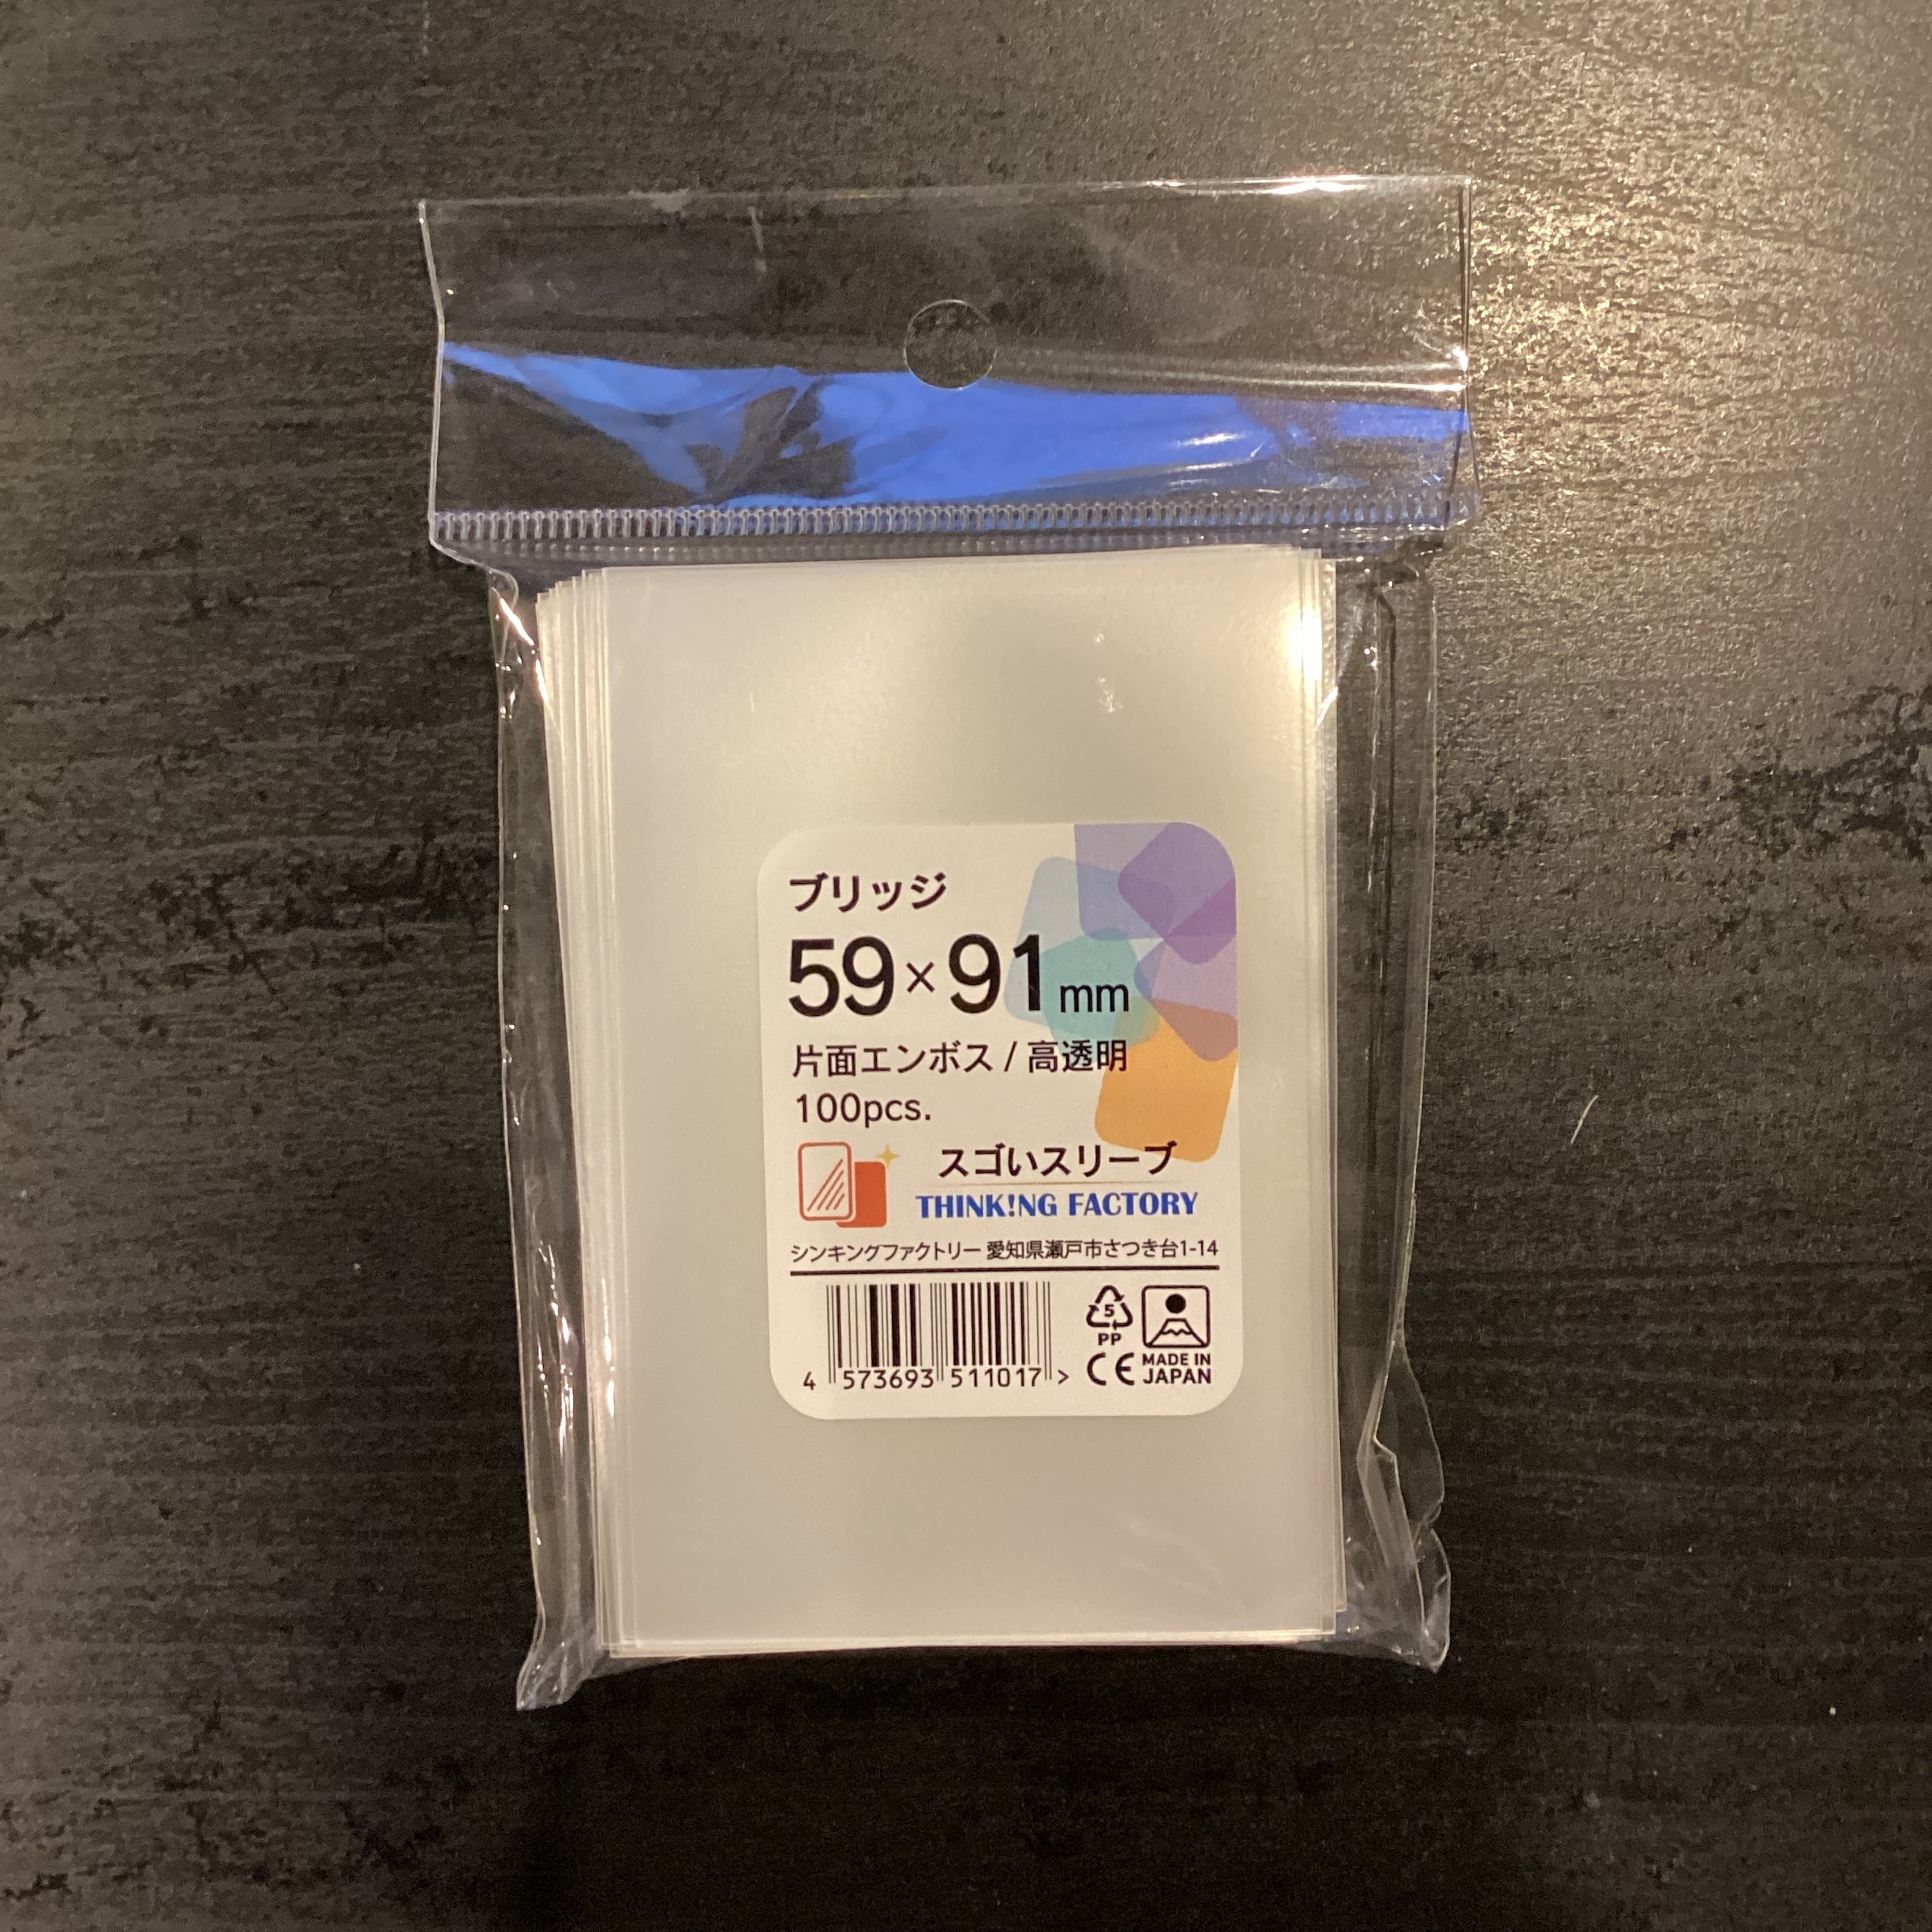 ブリッジ
59×91mm
片面エンボス / 高透明
100pcs.
スゴいスリーブ
THINK!NG FACTORY
シンキングファクトリー 愛知県瀬戸市さつき台1-14
4 573693 511017 >
5
PP
CE
MADE IN
JAPAN